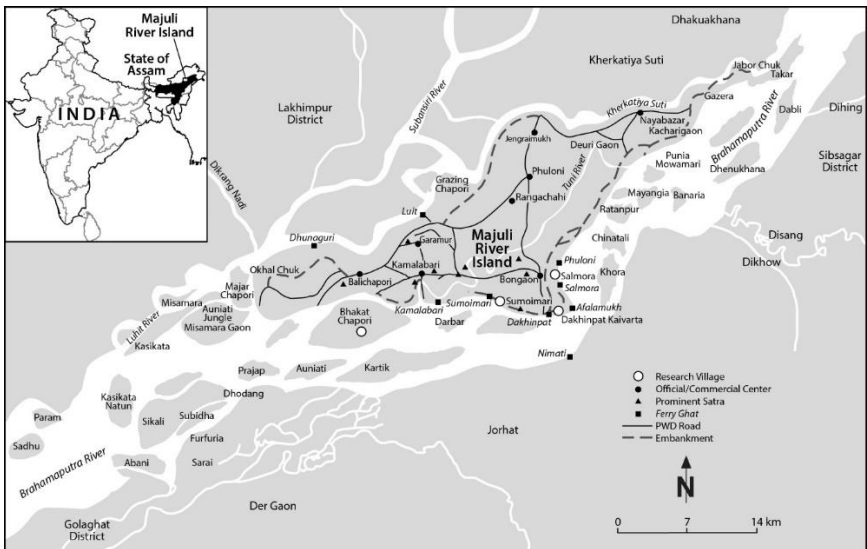 Majuli
River Island
State of
Assam
INDIA
Dhakuakhana
Kherkatiya Suti
Jabor Chuk
Takar
Gazera
Kherkatiya Suti
Nayabazar
Kacharigaon
Dabli
Dihing
Brahamaputra River
Sibsagar
District
Lakhimpur
District
Subansiri River
Jengraimukh
Deuri Gaon
Punia
Mowamari
Dhenukhana
Tuni River
Dikrang Nadi
Grazing
Chapori
Phuloni
Rangachahi
Mayangia
Banaria
Ratanpur
Luit
Dhunaguri
Garamur
Majuli
River
Island
Chinatali
Disang
Dikhow
Okhal Chuk
Kamalabari
Phuloni
Khora
Majar
Chapori
Balichapori
Bongaon
Salmora
Salmora
Misamara
Auniati
Jungle
Misamara Gaon
Luhit River
Kasikata
Bhakat
Chapori
Kamalabari
Sumoimari
Sumoimari
Darbar
Dakhinpat
Afalamukh
Dakhinpat Kaivarta
Nimati
Prajap
Auniati
Kartik
Kasikata
Natun
Dhodang
Subidha
Sikali
Param
Furfuria
Sadhu
Abani
Sarai
Brahamaputra River
Jorhat
Der Gaon
Golaghat
District
Research Village
Official/Commercial Center
Prominent Satra
Ferry Ghat
PWD Road
Embankment
N
0 7 14 km